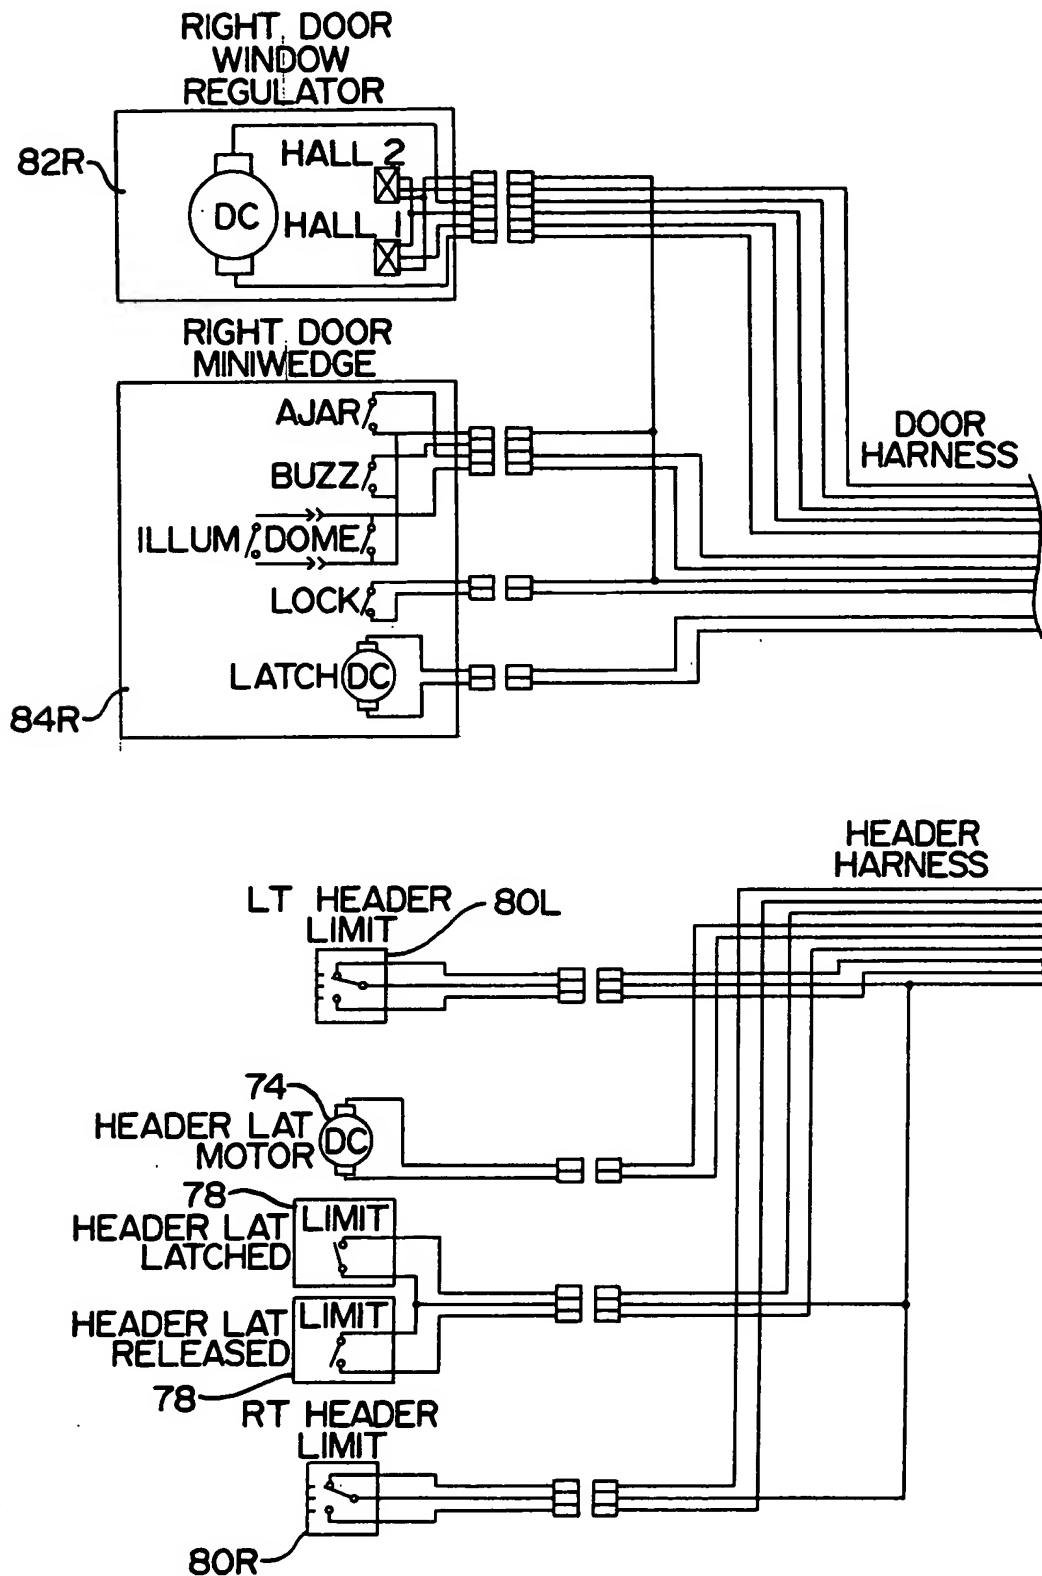 RIGHT DOOR
WINDOW
REGULATOR
82R
HALL 2
DC
HALL 1
RIGHT DOOR
MINIWEDGE
AJAR
BUZZ
ILLUM DOME
LOCK
LATCH DC
84R
DOOR
HARNESS
HEADER
HARNESS
LT HEADER
LIMIT
80L
74
HEADER LAT
MOTOR
DC
78
HEADER LAT
LATCHED
LIMIT
HEADER LAT
RELEASED
LIMIT
78
RT HEADER
LIMIT
80R